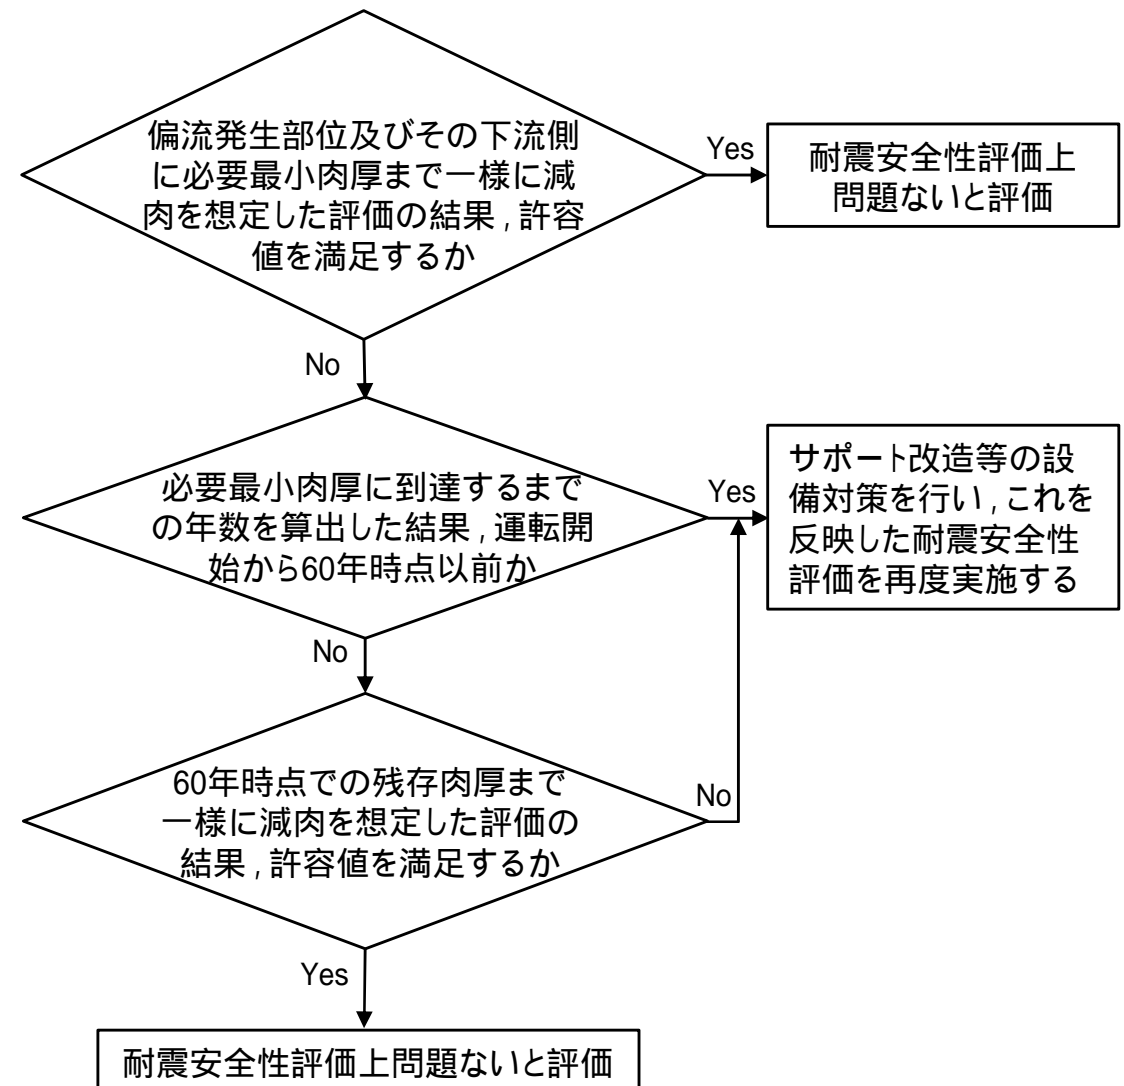 偏流発生部位及びその下流側
に必要最小肉厚まで一様に減
肉を想定した評価の結果,許容
値を満足するか
Yes
耐震安全性評価上
問題ないと評価
No
必要最小肉厚に到達するまで
の年数を算出した結果,運転開
始から60年時点以前か
Yes
サポート改造等の設
備対策を行い,これを
反映した耐震安全性
評価を再度実施する
No
60年時点での残存肉厚まで
一様に減肉を想定した評価の
結果,許容値を満足するか
No
Yes
耐震安全性評価上問題ないと評価